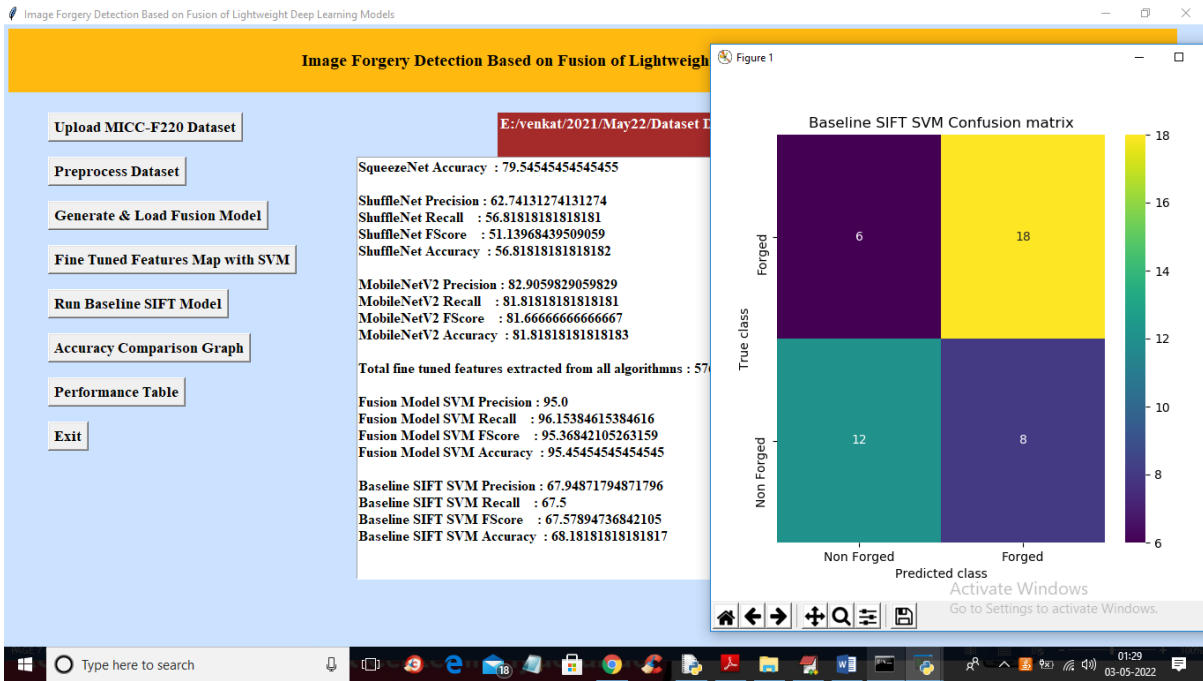 Image Forgery Detection Based on Fusion of Lightweight Deep Learning Models
Image Forgery Detection Based on Fusion of Lightweigh
Upload MICC-F220 Dataset
Preprocess Dataset
Generate & Load Fusion Model
Fine Tuned Features Map with SVM
Run Baseline SIFT Model
Accuracy Comparison Graph
Performance Table
Exit
E:/venkat/2021/May22/Dataset D
SqueezeNet Accuracy : 79.54545454545455
ShuffleNet Precision : 62.74131274131274
ShuffleNet Recall : 56.81818181818181
ShuffleNet FScore : 51.13968439509059
ShuffleNet Accuracy : 56.81818181818182
MobileNetV2 Precision : 82.9059829059829
MobileNetV2 Recall : 81.81818181818181
MobileNetV2 FScore : 81.66666666666667
MobileNetV2 Accuracy : 81.81818181818183
Total fine tuned features extracted from all algorithmns : 576
Fusion Model SVM Precision : 95.0
Fusion Model SVM Recall : 96.15384615384616
Fusion Model SVM FScore : 95.36842105263159
Fusion Model SVM Accuracy : 95.45454545454545
Baseline SIFT SVM Precision : 67.94871794871796
Baseline SIFT SVM Recall : 67.5
Baseline SIFT SVM FScore : 67.57894736842105
Baseline SIFT SVM Accuracy : 68.18181818181817
Figure 1
Baseline SIFT SVM Confusion matrix
True class
Forged
Non Forged
6
18
12
8
Non Forged
Forged
Predicted class
18
16
14
12
10
8
6
Activate Windows
Go to Settings to activate Windows.
Type here to search
18
01:29
03-05-2022